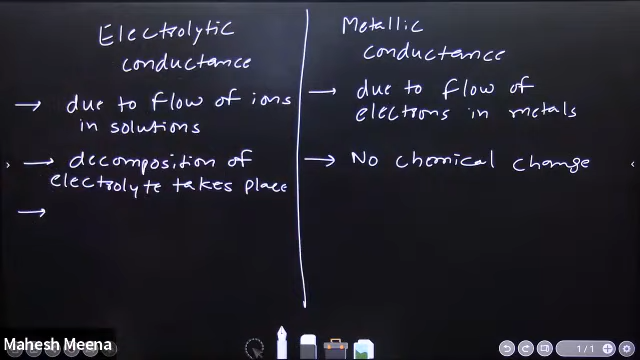 Electrolytic
conductance
→ due to flow of ions
in solutions
→ decomposition of
electrolyte takes place
→
Metallic
conductance
→ due to flow of
electrons in metals
→ No chemical change
Mahesh Meena
1/1